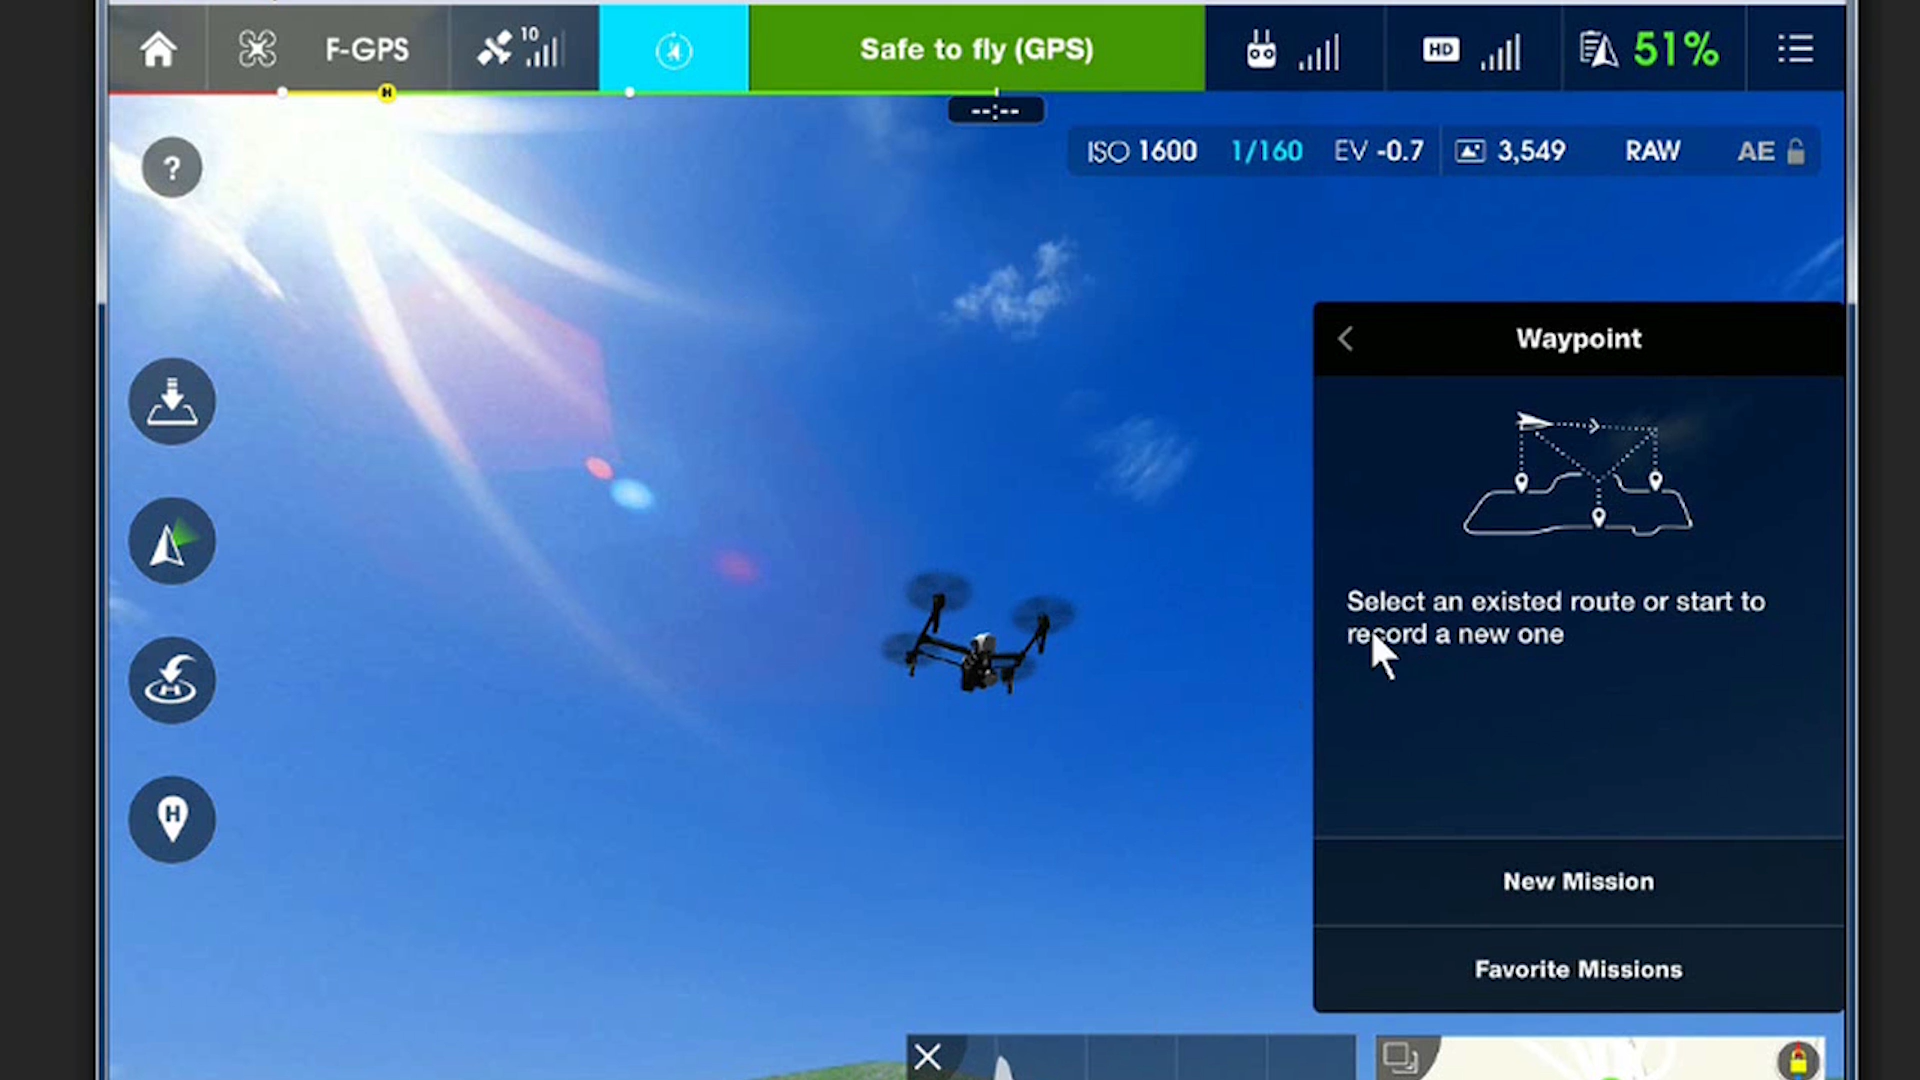 F-GPS
10
Safe to fly (GPS)
HD
51%
H
--:--
?
ISO 1600
1/160
EV -0.7
3,549
RAW
AE
Waypoint
Select an existed route or start to
record a new one
H
H
New Mission
Favorite Missions